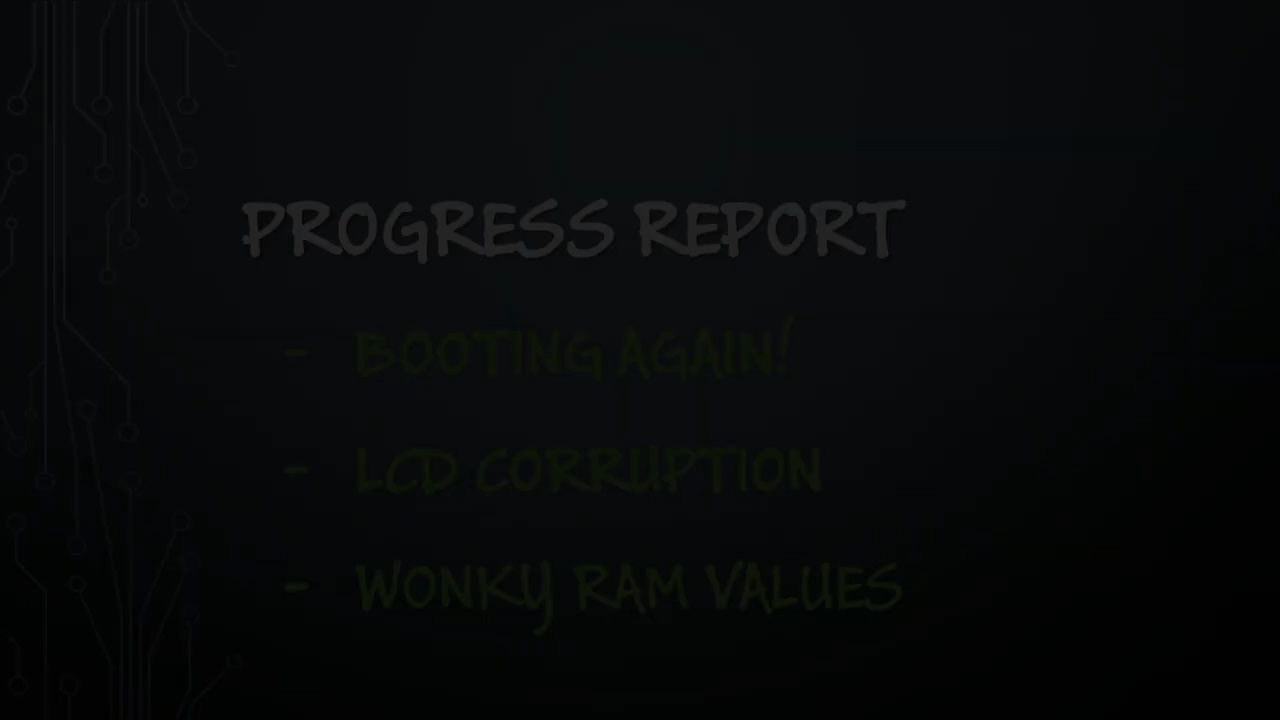 PROGRESS REPORT
- BOOTING AGAIN!
- LCD CORRUPTION
- WONKY RAM VALUES